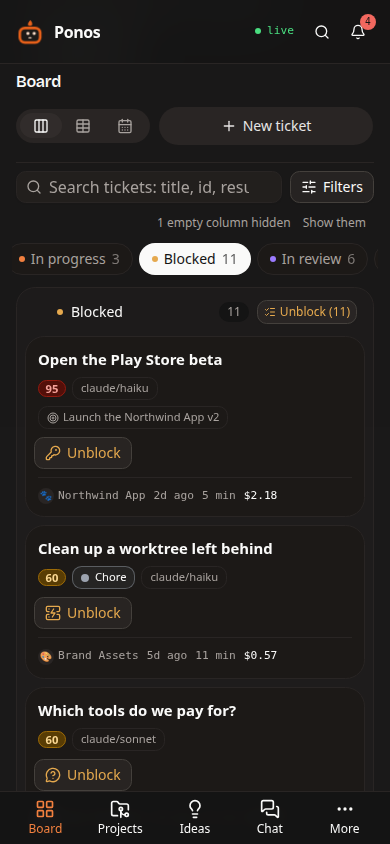 Ponos
live
4
Board
New ticket
Search tickets: title, id, resu
Filters
1 empty column hidden Show them
In progress 3
Blocked 11
In review 6
Blocked
11
Unblock (11)
Open the Play Store beta
95 claude/haiku
Launch the Northwind App v2
Unblock
Northwind App 2d ago 5 min $2.18
Clean up a worktree left behind
60 Chore claude/haiku
Unblock
Brand Assets 5d ago 11 min $0.57
Which tools do we pay for?
60 claude/sonnet
Unblock
Board Projects Ideas Chat More